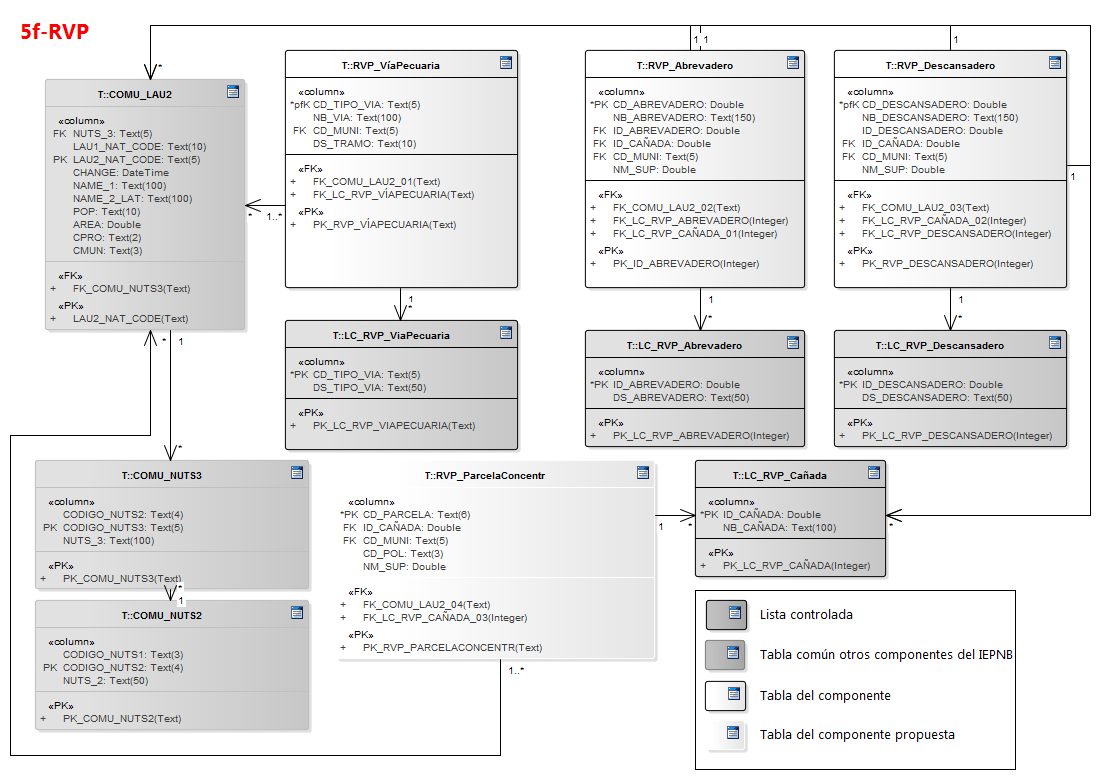 5f-RVP
1
1
1
1
*
T::COMU_LAU2
«column»
FK NUTS_3: Text(5)
LAU1_NAT_CODE: Text(10)
PK LAU2_NAT_CODE: Text(5)
CHANGE: DateTime
NAME_1: Text(100)
NAME_2_LAT: Text(100)
POP: Text(10)
AREA: Double
CPRO: Text(2)
CMUN: Text(3)
«FK»
+ FK_COMU_NUTS3(Text)
«PK»
+ LAU2_NAT_CODE(Text)
* 1
* 1..*
T::RVP_VíaPecuaria
«column»
*pfK CD_TIPO_VIA: Text(5)
NB_VIA: Text(100)
FK CD_MUNI: Text(5)
DS_TRAMO: Text(10)
«FK»
+ FK_COMU_LAU2_01(Text)
+ FK_LC_RVP_VÍAPECUARIA(Text)
«PK»
+ PK_RVP_VÍAPECUARIA(Text)
1
*
T::RVP_Abrevadero
«column»
*PK CD_ABREVADERO: Double
NB_ABREVADERO: Text(150)
FK ID_ABREVADERO: Double
FK ID_CAÑADA: Double
FK CD_MUNI: Text(5)
NM_SUP: Double
«FK»
+ FK_COMU_LAU2_02(Text)
+ FK_LC_RVP_ABREVADERO(Integer)
+ FK_LC_RVP_CAÑADA_01(Integer)
«PK»
+ PK_ID_ABREVADERO(Integer)
1
*
T::RVP_Descansadero
«column»
*pfK CD_DESCANSADERO: Double
NB_DESCANSADERO: Text(150)
ID_DESCANSADERO: Double
FK ID_CAÑADA: Double
FK CD_MUNI: Text(5)
NM_SUP: Double
«FK»
+ FK_COMU_LAU2_03(Text)
+ FK_LC_RVP_CAÑADA_02(Integer)
+ FK_LC_RVP_DESCANSADERO(Integer)
«PK»
+ PK_RVP_DESCANSADERO(Integer)
1
*
T::LC_RVP_ViaPecuaria
«column»
*PK CD_TIPO_VIA: Text(5)
DS_TIPO_VIA: Text(50)
«PK»
+ PK_LC_RVP_VIAPECUARIA(Text)
T::LC_RVP_Abrevadero
«column»
*PK ID_ABREVADERO: Double
DS_ABREVADERO: Text(50)
«PK»
+ PK_LC_RVP_ABREVADERO(Integer)
T::LC_RVP_Descansadero
«column»
*PK ID_DESCANSADERO: Double
DS_DESCANSADERO: Text(50)
«PK»
+ PK_LC_RVP_DESCANSADERO(Integer)
*
T::COMU_NUTS3
«column»
CODIGO_NUTS2: Text(4)
PK CODIGO_NUTS3: Text(5)
NUTS_3: Text(100)
«PK»
+ PK_COMU_NUTS3(Text)
*
1
T::COMU_NUTS2
«column»
CODIGO_NUTS1: Text(3)
PK CODIGO_NUTS2: Text(4)
NUTS_2: Text(50)
«PK»
+ PK_COMU_NUTS2(Text)
T::RVP_ParcelaConcentr
«column»
*PK CD_PARCELA: Text(6)
FK ID_CAÑADA: Double
FK CD_MUNI: Text(5)
CD_POL: Text(3)
NM_SUP: Double
«FK»
+ FK_COMU_LAU2_04(Text)
+ FK_LC_RVP_CAÑADA_03(Integer)
«PK»
+ PK_RVP_PARCELACONCENTR(Text)
1..*
1 *
T::LC_RVP_Cañada
«column»
*PK ID_CAÑADA: Double
NB_CAÑADA: Text(100)
«PK»
+ PK_LC_RVP_CAÑADA(Integer)
*
Lista controlada
Tabla común otros componentes del IEPNB
Tabla del componente
Tabla del componente propuesta